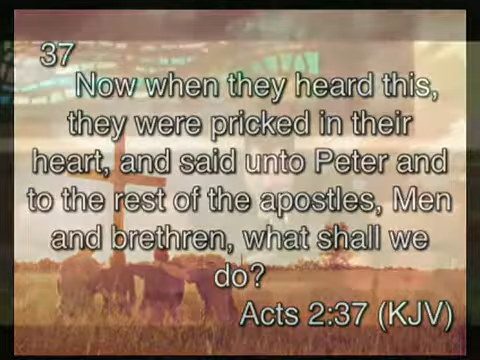 37
Now when they heard this,
they were pricked in their
heart, and said unto Peter and
to the rest of the apostles, Men
and brethren, what shall we
do?
Acts 2:37 (KJV)